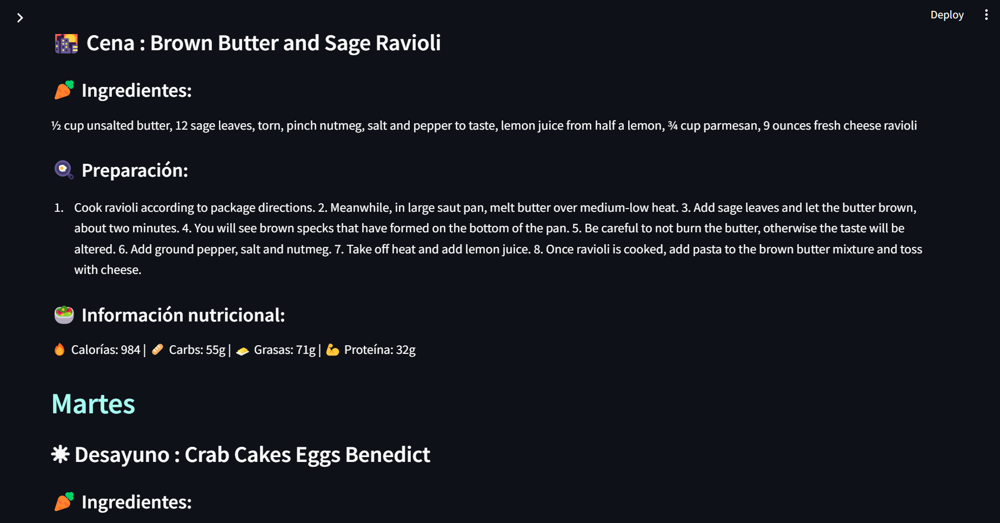 Deploy
Cena : Brown Butter and Sage Ravioli
Ingredientes:
½ cup unsalted butter, 12 sage leaves, torn, pinch nutmeg, salt and pepper to taste, lemon juice from half a lemon, ¾ cup parmesan, 9 ounces fresh cheese ravioli
Preparación:
1. Cook ravioli according to package directions. 2. Meanwhile, in large saut pan, melt butter over medium-low heat. 3. Add sage leaves and let the butter brown,
about two minutes. 4. You will see brown specks that have formed on the bottom of the pan. 5. Be careful to not burn the butter, otherwise the taste will be
altered. 6. Add ground pepper, salt and nutmeg. 7. Take off heat and add lemon juice. 8. Once ravioli is cooked, add pasta to the brown butter mixture and toss
with cheese.
Información nutricional:
Calorías: 984 | Carbs: 55g | Grasas: 71g | Proteína: 32g
Martes
Desayuno : Crab Cakes Eggs Benedict
Ingredientes: